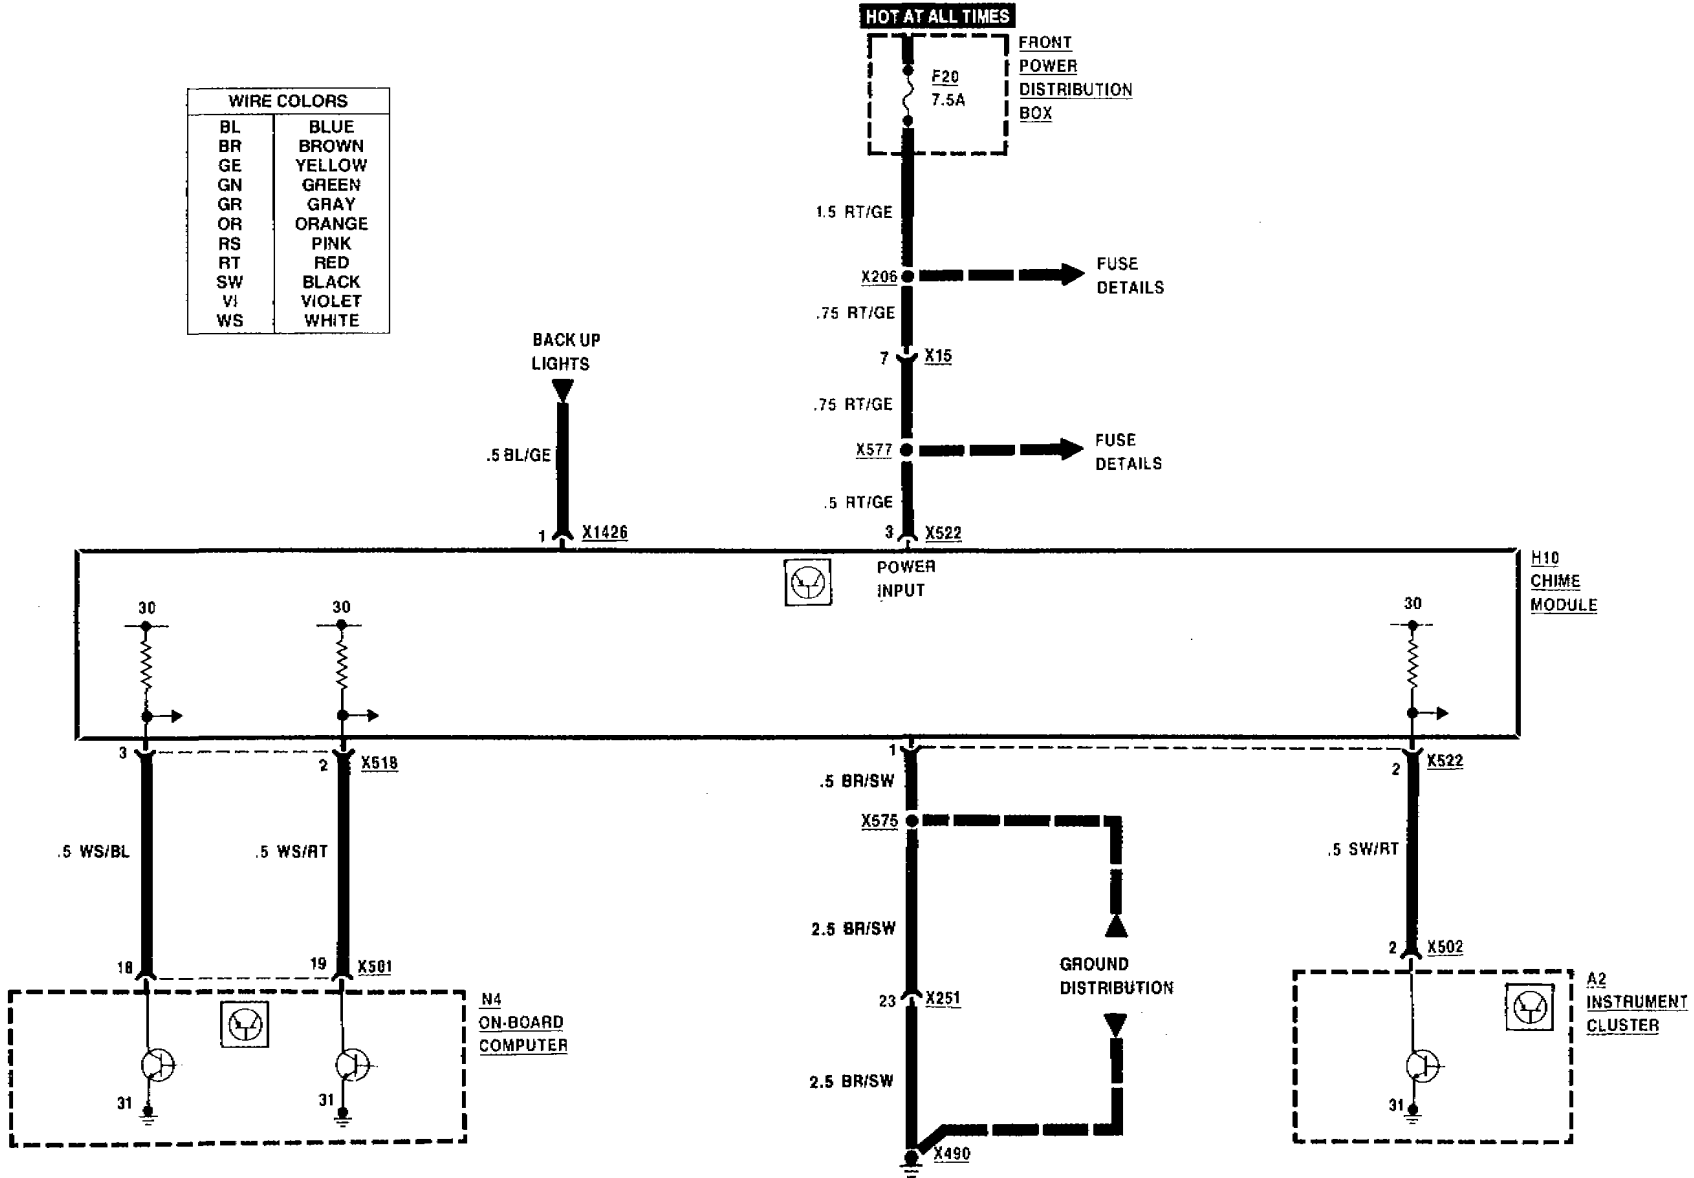 HOT AT ALL TIMES
FRONT
POWER
DISTRIBUTION
BOX
F20
7.5A
WIRE COLORS
BL BLUE
BR BROWN
GE YELLOW
GN GREEN
GR GRAY
OR ORANGE
RS PINK
RT RED
SW BLACK
VI VIOLET
WS WHITE
1.5 RT/GE
X206
FUSE
DETAILS
.75 RT/GE
7 X15
BACK UP
LIGHTS
.75 RT/GE
X577
FUSE
DETAILS
.5 BL/GE
.5 RT/GE
1 X1426
3 X522
POWER
INPUT
H10
CHIME
MODULE
30
30
30
3
2 X518
1
2 X522
.5 BR/SW
X575
.5 WS/BL
.5 WS/RT
.5 SW/RT
2.5 BR/SW
2 X502
18
19 X501
GROUND
DISTRIBUTION
23 X251
N4
ON-BOARD
COMPUTER
A2
INSTRUMENT
CLUSTER
2.5 BR/SW
31
31
31
X490